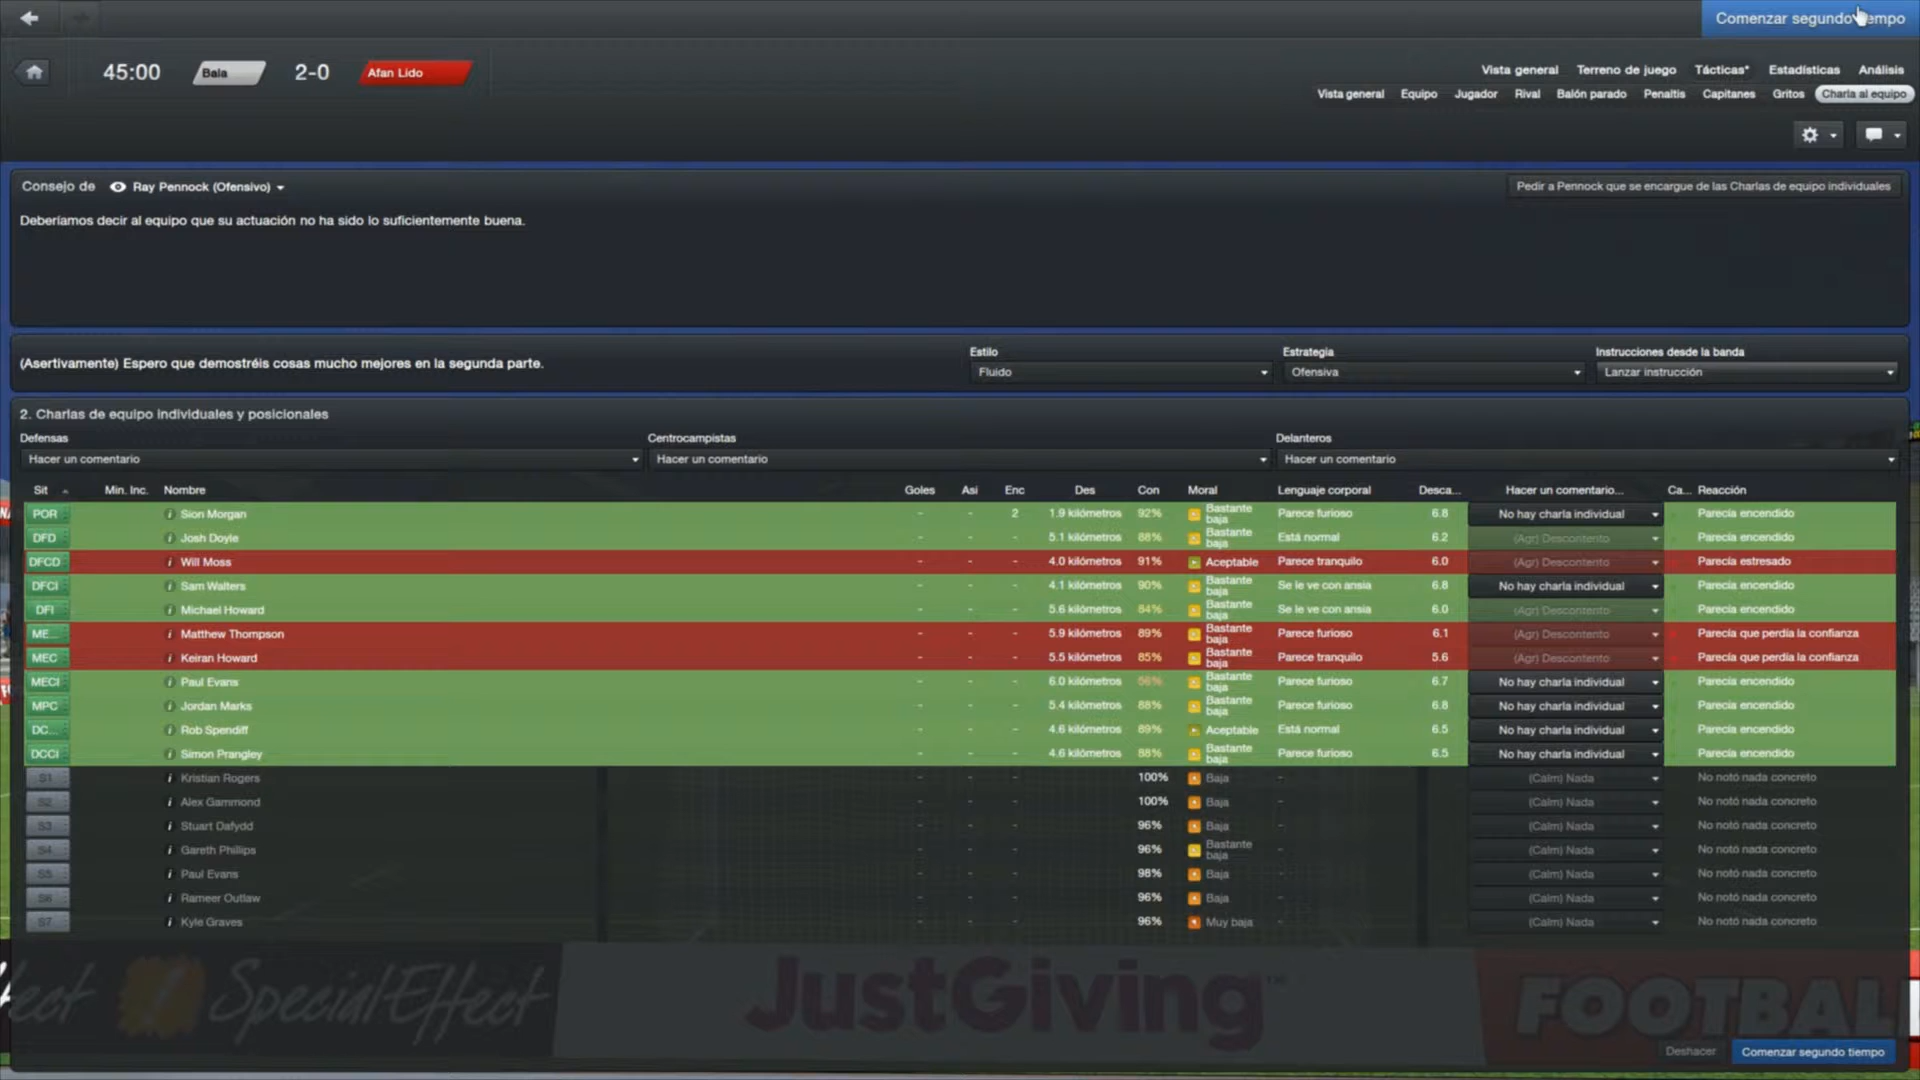 Comenzar segundo tiempo
45:00 Bala 2-0 Afan Lido
Vista general Terreno de juego Tácticas* Estadísticas Análisis
Vista general Equipo Jugador Rival Balón parado Penaltis Capitanes Gritos Charla al equipo
Consejo de Ray Pennock (Ofensivo) Pedir a Pennock que se encargue de las Charlas de equipo individuales
Deberíamos decir al equipo que su actuación no ha sido lo suficientemente buena.
(Asertivamente) Espero que demostréis cosas mucho mejores en la segunda parte.
Estilo Estrategia Instrucciones desde la banda
Fluido Ofensiva Lanzar instrucción
2. Charlas de equipo individuales y posicionales
Defensas Centrocampistas Delanteros
Hacer un comentario Hacer un comentario Hacer un comentario
Sit Min. Inc. Nombre Goles Asi Enc Des Con Moral Lenguaje corporal Desca... Hacer un comentario... Ca... Reacción
POR i Sion Morgan - - 2 1.9 kilómetros 92% Bastante baja Parece furioso 6.8 No hay charla individual Parecía encendido
DFD i Josh Doyle - - - 5.1 kilómetros 88% Bastante baja Está normal 6.2 (Agr) Descontento Parecía encendido
DFCD i Will Moss - - - 4.0 kilómetros 91% Aceptable Parece tranquilo 6.0 (Agr) Descontento Parecía estresado
DFCI i Sam Walters - - - 4.1 kilómetros 90% Bastante baja Se le ve con ansia 6.8 No hay charla individual Parecía encendido
DFI i Michael Howard - - - 5.6 kilómetros 84% Bastante baja Se le ve con ansia 6.0 (Agr) Descontento Parecía encendido
ME... i Matthew Thompson - - - 5.9 kilómetros 89% Bastante baja Parece furioso 6.1 (Agr) Descontento Parecía que perdía la confianza
MEC i Keiran Howard - - - 5.5 kilómetros 85% Bastante baja Parece tranquilo 5.6 (Agr) Descontento Parecía que perdía la confianza
MECI i Paul Evans - - - 6.0 kilómetros 56% Bastante baja Parece furioso 6.7 No hay charla individual Parecía encendido
MPC i Jordan Marks - - - 5.4 kilómetros 88% Bastante baja Parece furioso 6.8 No hay charla individual Parecía encendido
DC... i Rob Spendiff - - - 4.6 kilómetros 89% Aceptable Está normal 6.5 No hay charla individual Parecía encendido
DCCI i Simon Prangley - - - 4.6 kilómetros 88% Bastante baja Parece furioso 6.5 No hay charla individual Parecía encendido
S1 i Kristian Rogers - - - 100% Baja - (Calm) Nada No notó nada concreto
S2 i Alex Gammond - - - 100% Baja - (Calm) Nada No notó nada concreto
S3 i Stuart Dafydd - - - 96% Baja - (Calm) Nada No notó nada concreto
S4 i Gareth Phillips - - - 96% Bastante baja - (Calm) Nada No notó nada concreto
S5 i Paul Evans - - - 98% Baja - (Calm) Nada No notó nada concreto
S6 i Rameer Outlaw - - - 96% Baja - (Calm) Nada No notó nada concreto
S7 i Kyle Graves - - - 96% Muy baja - (Calm) Nada No notó nada concreto
ect SpecialEffect JustGiving™ FOOTBALL
Deshacer Comenzar segundo tiempo